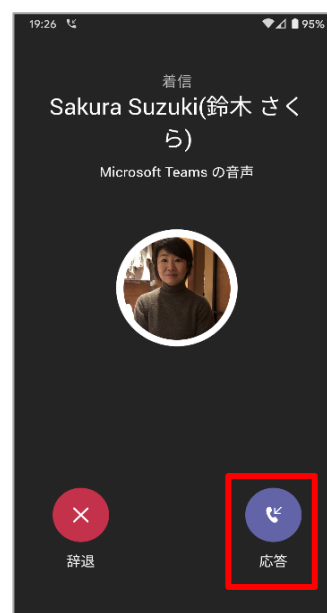 19:26 95%
着信
Sakura Suzuki(鈴木 さく
ら)
Microsoft Teams の音声
辞退 応答